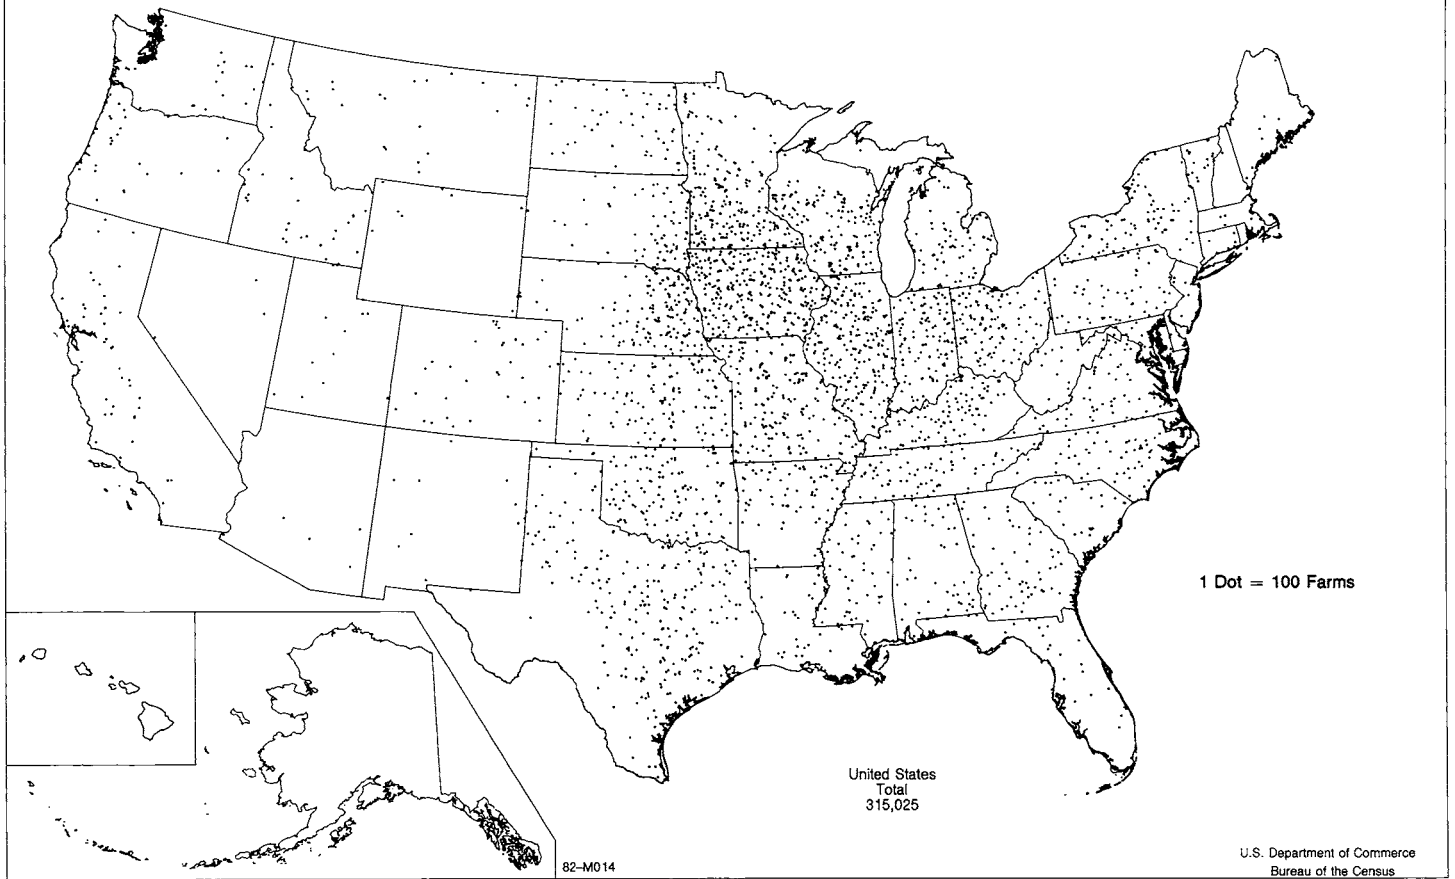 1 Dot = 100 Farms
United States
Total
315,025
82–M014
U.S. Department of Commerce
Bureau of the Census